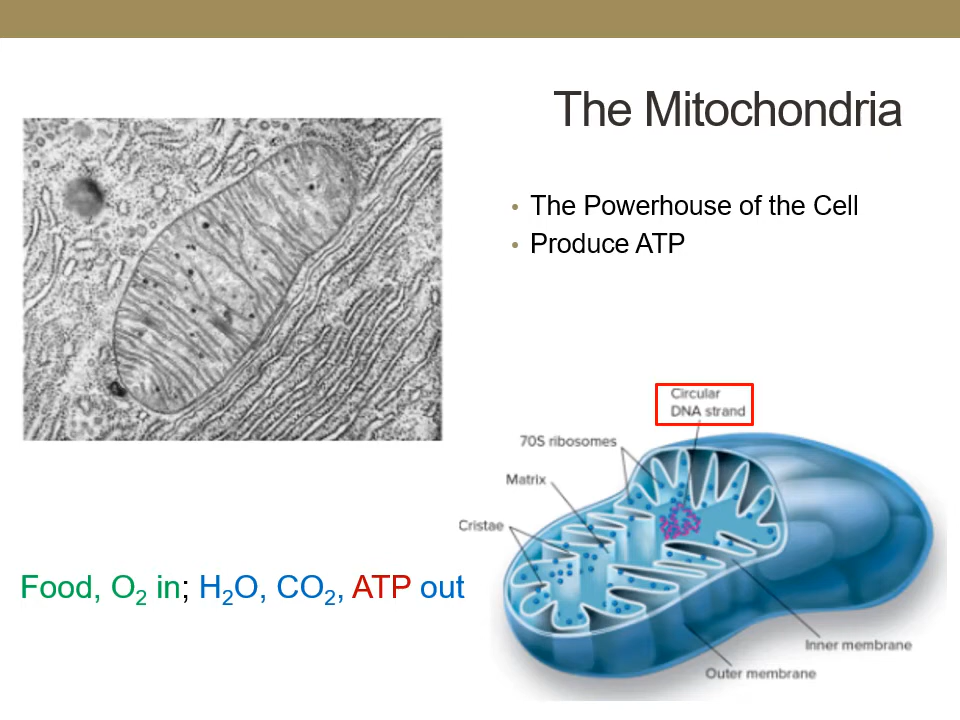 The Mitochondria
• The Powerhouse of the Cell
• Produce ATP
Circular
DNA strand
70S ribosomes
Matrix
Cristae
Food, O₂ in; H₂O, CO₂, ATP out
Inner membrane
Outer membrane